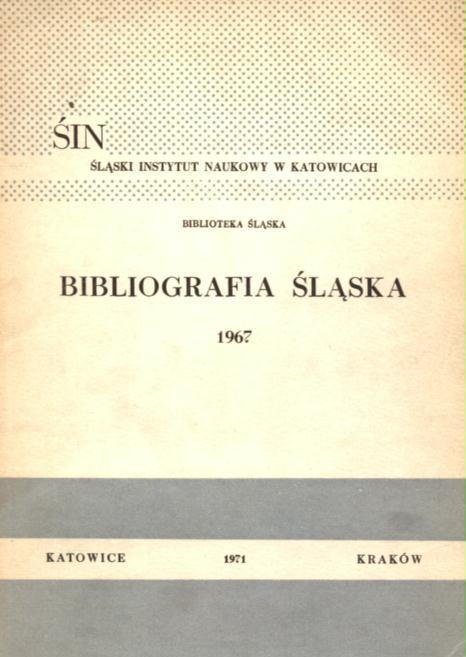 ŚIN
ŚLĄSKI INSTYTUT NAUKOWY W KATOWICACH
BIBLIOTEKA ŚLĄSKA
BIBLIOGRAFIA ŚLĄSKA
1967
KATOWICE 1971 KRAKÓW